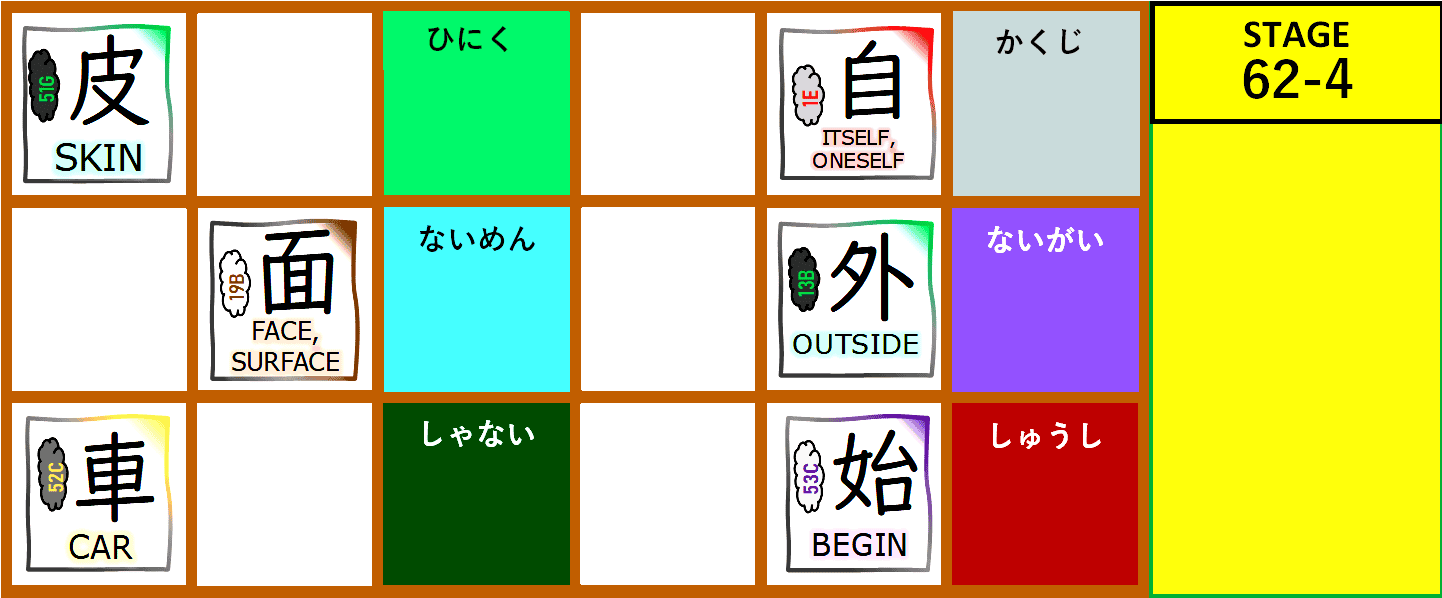 51G
皮
SKIN
ひにく
1E
自
ITSELF,
ONESELF
かくじ
STAGE
62-4
19B
面
FACE,
SURFACE
ないめん
13B
外
OUTSIDE
ないがい
52C
車
CAR
しゃない
53C
始
BEGIN
しゅうし